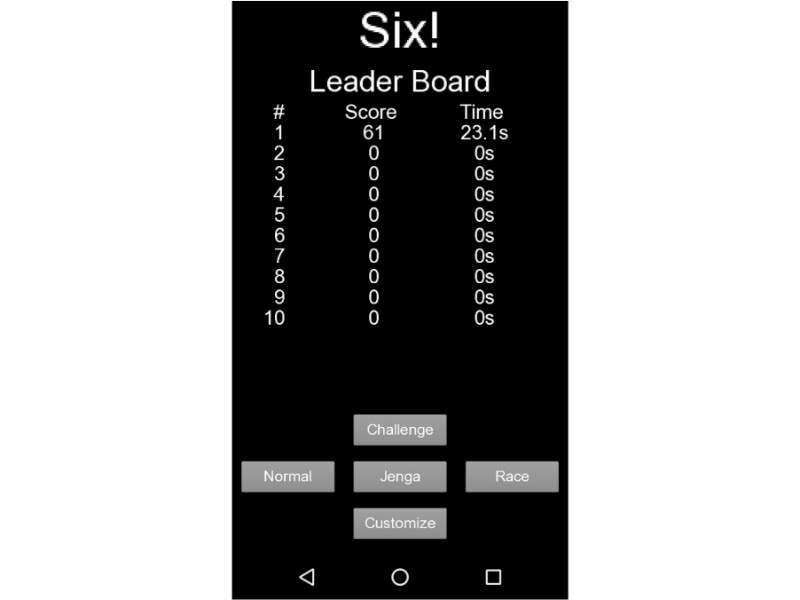 Six!
Leader Board
# Score Time
1 61 23.1s
2 0 0s
3 0 0s
4 0 0s
5 0 0s
6 0 0s
7 0 0s
8 0 0s
9 0 0s
10 0 0s
Challenge
Normal Jenga Race
Customize